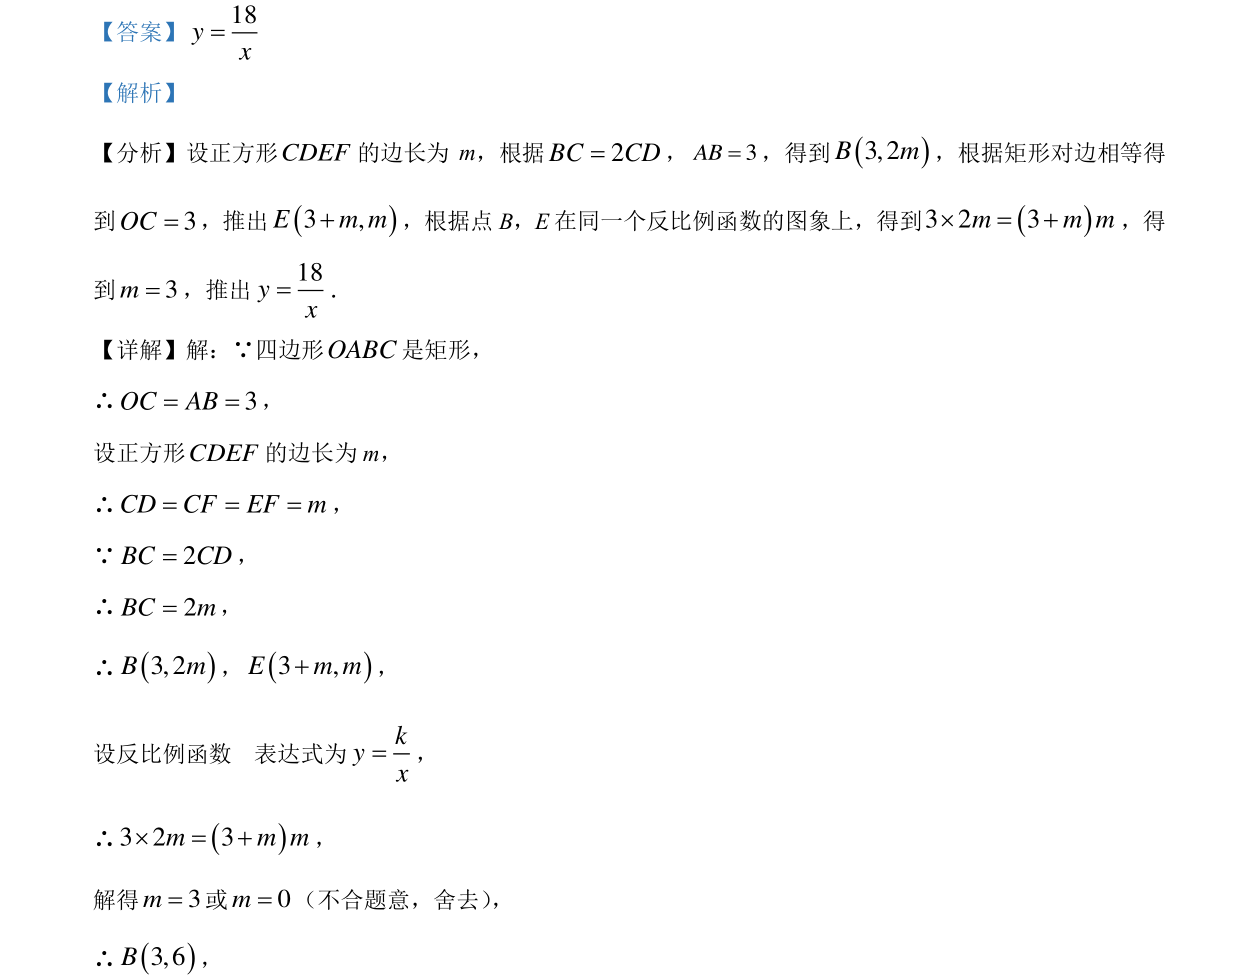 【答案】y = 18/x
【解析】
【分析】设正方形CDEF 的边长为 m，根据BC = 2CD，AB = 3，得到B(3,2m)，根据矩形对边相等得
到OC = 3，推出E(3+m,m)，根据点 B，E 在同一个反比例函数的图象上，得到3×2m = (3+m)m，得
到m = 3，推出 y = 18/x．
【详解】解：∵四边形OABC 是矩形，
∴OC = AB = 3，
设正方形CDEF 的边长为 m，
∴CD = CF = EF = m，
∵BC = 2CD，
∴BC = 2m，
∴B(3,2m)，E(3+m,m)，
设反比例函数 表达式为 y = k/x，
∴3×2m = (3+m)m，
解得m = 3或m = 0（不合题意，舍去），
∴B(3,6)，